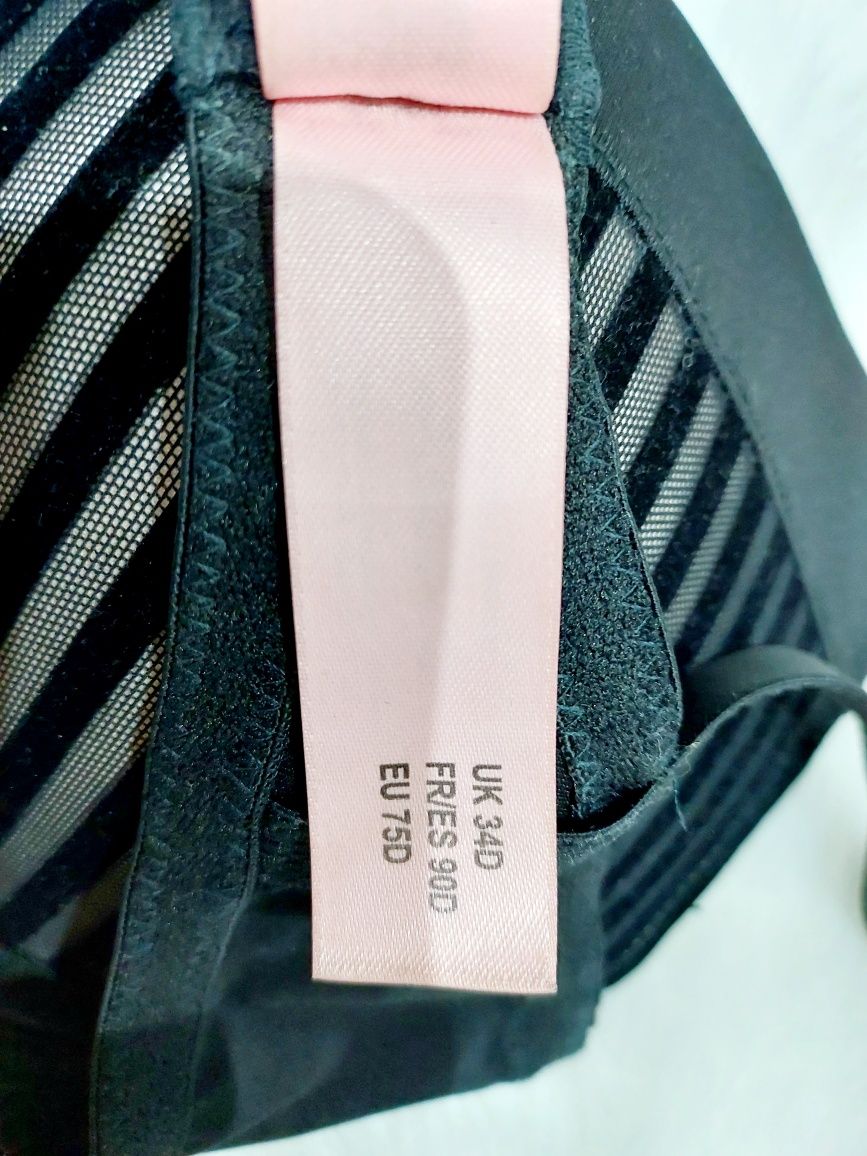 UK 34D
FR/ES 90D
EU 75D